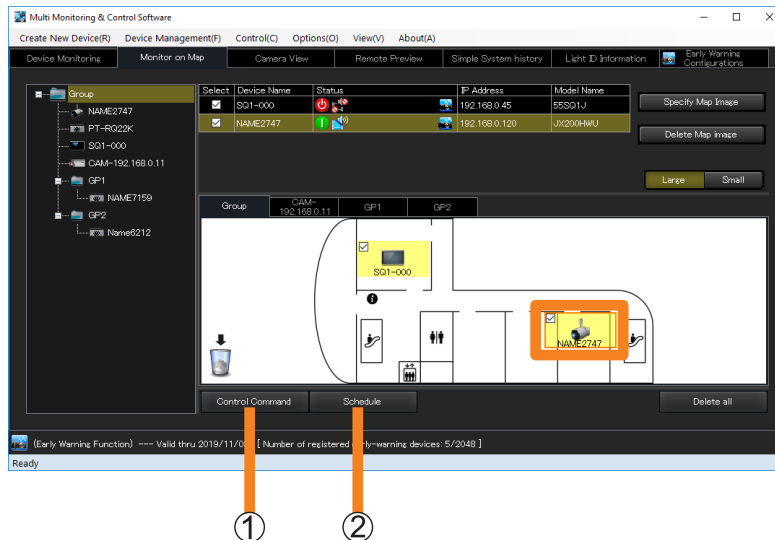 Multi Monitoring & Control Software
Create New Device(R) Device Management(F) Control(C) Options(O) View(V) About(A)
Device Monitoring Monitor on Map Camera View Remote Preview Simple System history Light ID Information Early Warning Configurations
Group
NAME2747
PT-RQ22K
SQ1-000
CAM-192.168.0.11
GP1
NAME7159
GP2
Name6212
Select Device Name Status IP Address Model Name
SQ1-000 192.168.0.45 55SQ1J
NAME2747 192.168.0.120 JX200HWU
Specify Map Image
Delete Map image
Large Small
Group CAM-192.168.0.11 GP1 GP2
SQ1-000
NAME2747
Control Command Schedule Delete all
(Early Warning Function) --- Valid thru 2019/11/0 [ Number of registered ly-warning devices: 5/2048 ]
Ready
① ②